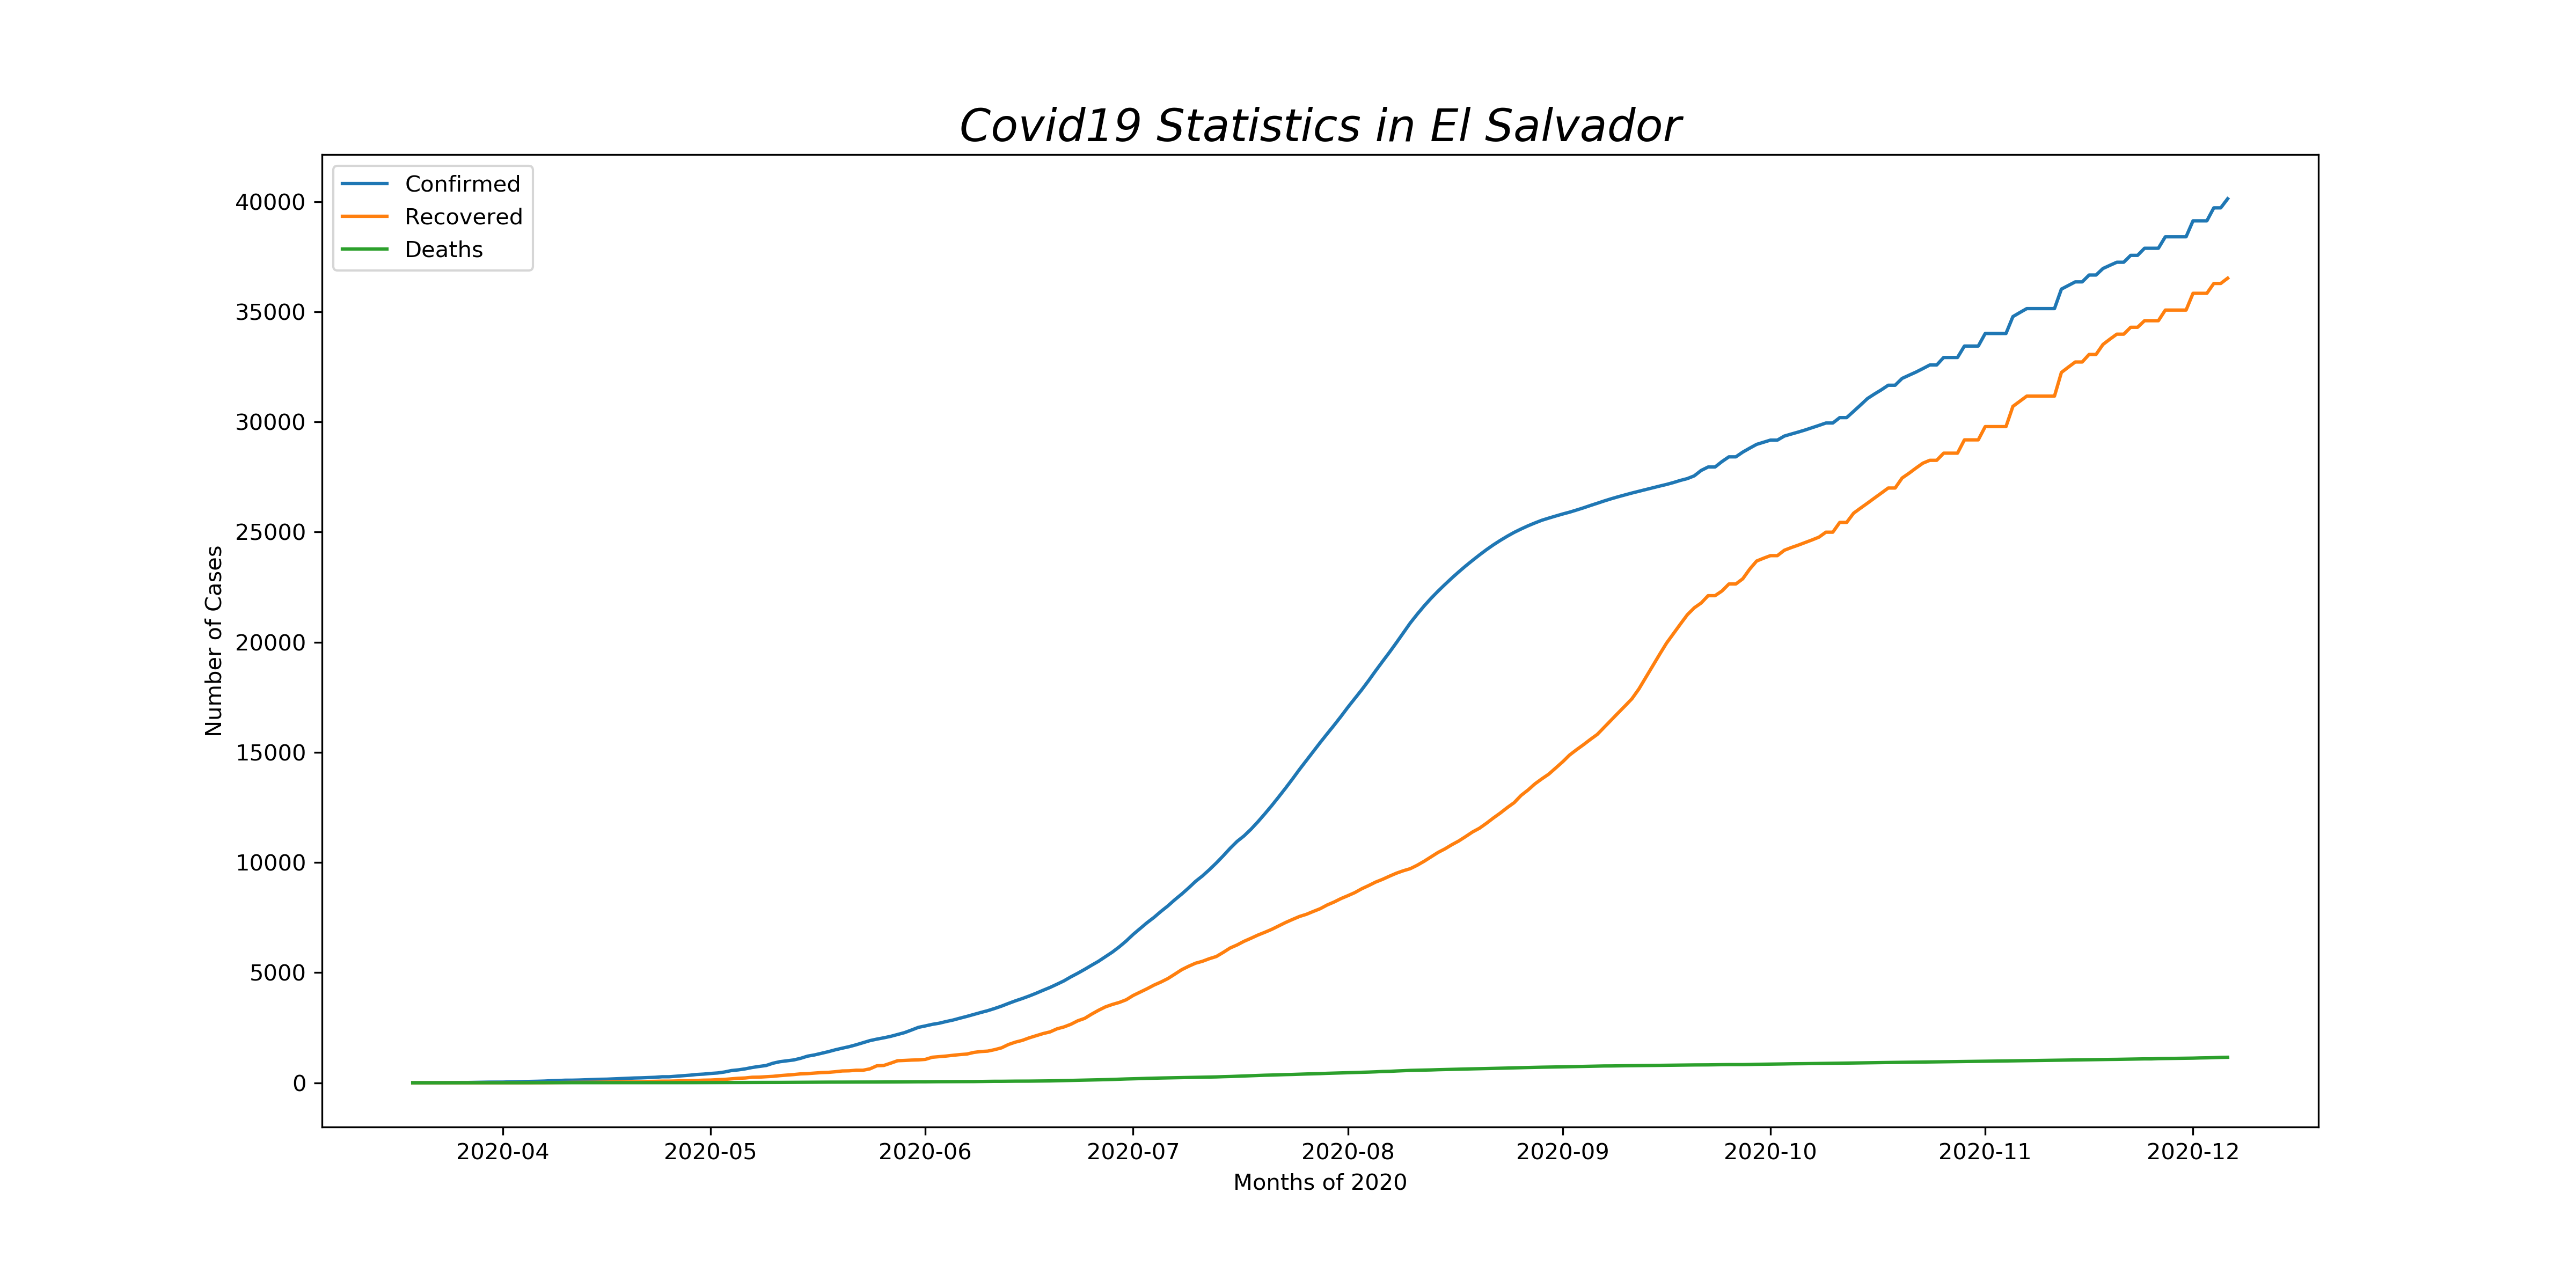 Covid19 Statistics in El Salvador
Confirmed
Recovered
Deaths
40000
35000
30000
25000
20000
15000
10000
5000
0
Number of Cases
2020-04 2020-05 2020-06 2020-07 2020-08 2020-09 2020-10 2020-11 2020-12
Months of 2020